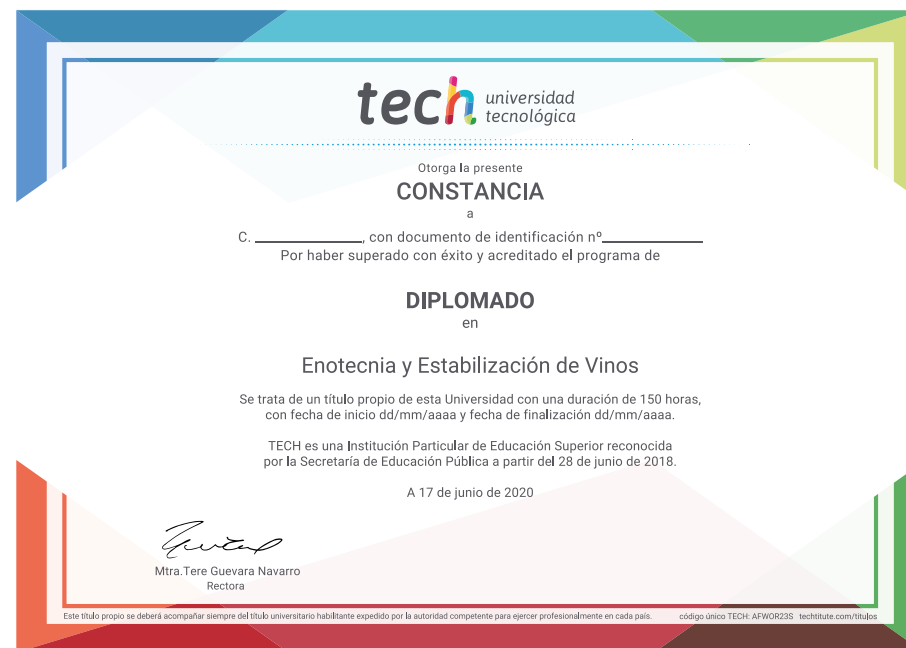 tech universidad
tecnológica
Otorga la presente
CONSTANCIA
a
C. ____________, con documento de identificación nº____________
Por haber superado con éxito y acreditado el programa de
DIPLOMADO
en
Enotecnia y Estabilización de Vinos
Se trata de un título propio de esta Universidad con una duración de 150 horas,
con fecha de inicio dd/mm/aaaa y fecha de finalización dd/mm/aaaa.
TECH es una Institución Particular de Educación Superior reconocida
por la Secretaría de Educación Pública a partir del 28 de junio de 2018.
A 17 de junio de 2020
Mtra.Tere Guevara Navarro
Rectora
Este título propio se deberá acompañar siempre del título universitario habilitante expedido por la autoridad competente para ejercer profesionalmente en cada país. código único TECH: AFWOR23S techtitute.com/titulos